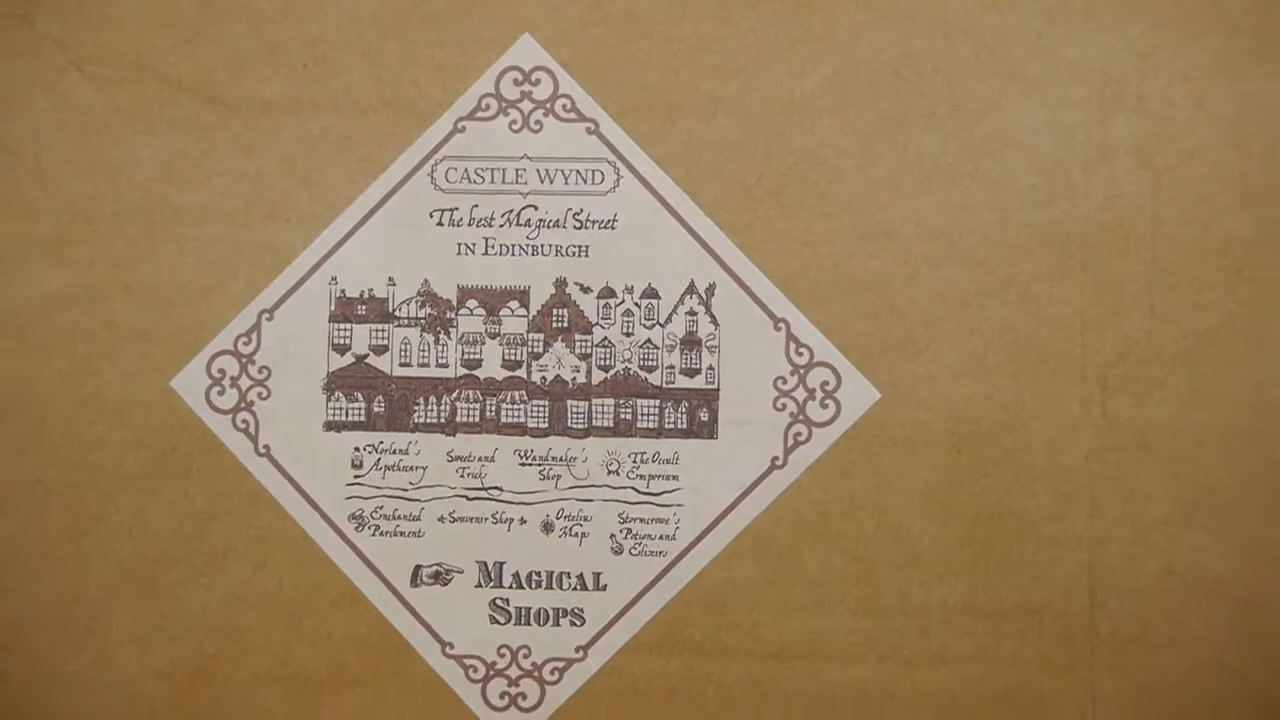 CASTLE WYND
The best Magical Street
IN EDINBURGH
Norland's
Apothecary
Sweets and
Tricks
Wandmaker's
Shop
The Occult
Emporium
Enchanted
Parchments
Souvenir Shop
Ortelius
Maps
Stormcrowe's
Potions and
Elixirs
MAGICAL
SHOPS